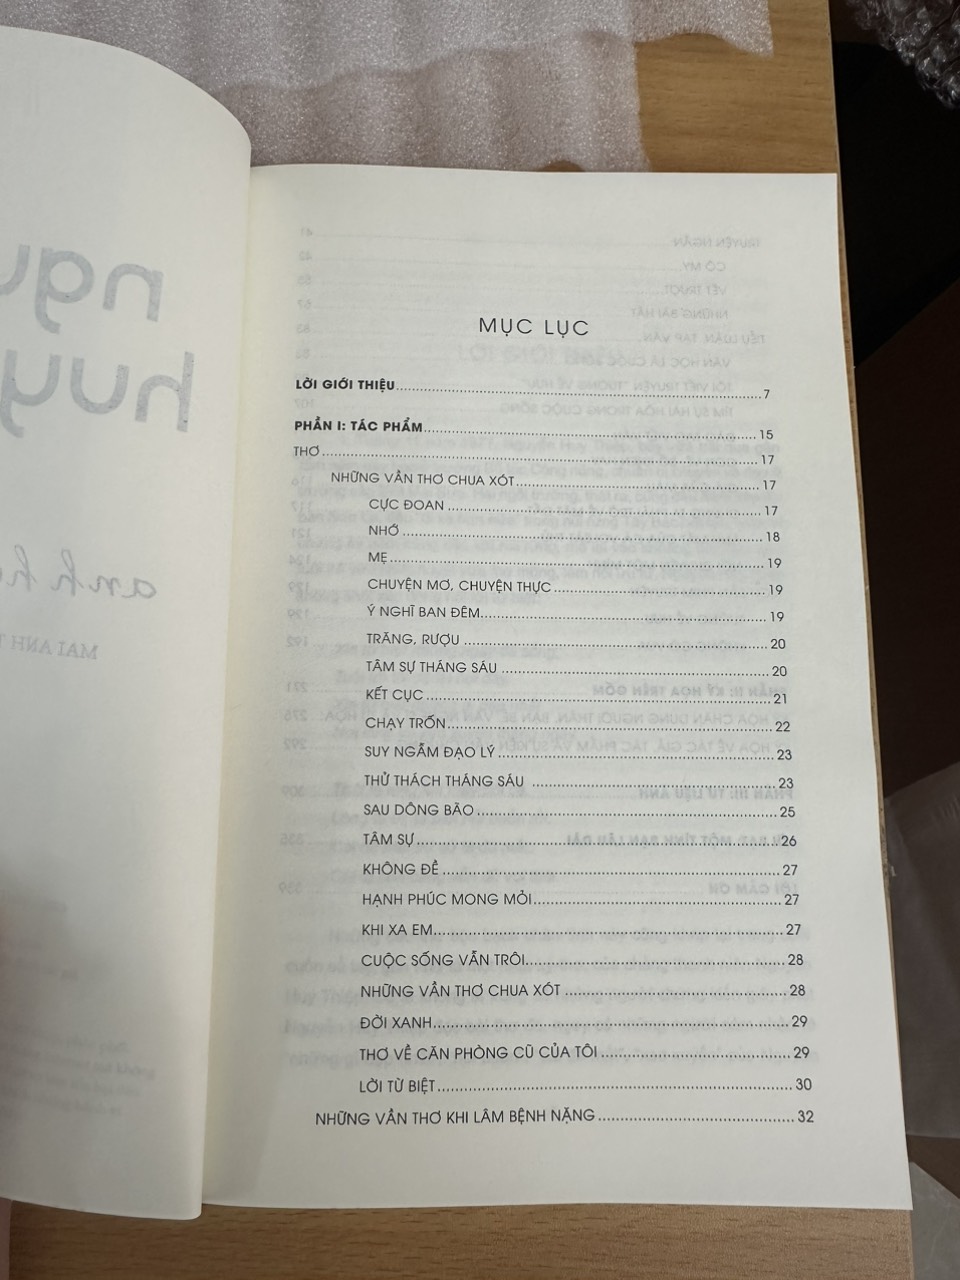 MỤC LỤC
LỜI GIỚI THIỆU 7
PHẦN I: TÁC PHẨM 15
THƠ 17
NHỮNG VẦN THƠ CHUA XÓT 17
CỰC ĐOAN 17
NHỚ 18
MẸ 19
CHUYỆN MƠ, CHUYỆN THỰC 19
Ý NGHĨ BAN ĐÊM 19
TRĂNG, RƯỢU 20
TÂM SỰ THÁNG SÁU 20
KẾT CỤC 21
CHẠY TRỐN 22
SUY NGẪM ĐẠO LÝ 23
THỬ THÁCH THÁNG SÁU 23
SAU DÔNG BÃO 25
TÂM SỰ 26
KHÔNG ĐỀ 27
HẠNH PHÚC MONG MỎI 27
KHI XA EM 27
CUỘC SỐNG VẪN TRÔI 28
NHỮNG VẦN THƠ CHUA XÓT 28
ĐỜI XANH 29
THƠ VỀ CĂN PHÒNG CŨ CỦA TÔI 29
LỜI TỪ BIỆT 30
NHỮNG VẦN THƠ KHI LÂM BỆNH NẶNG 32